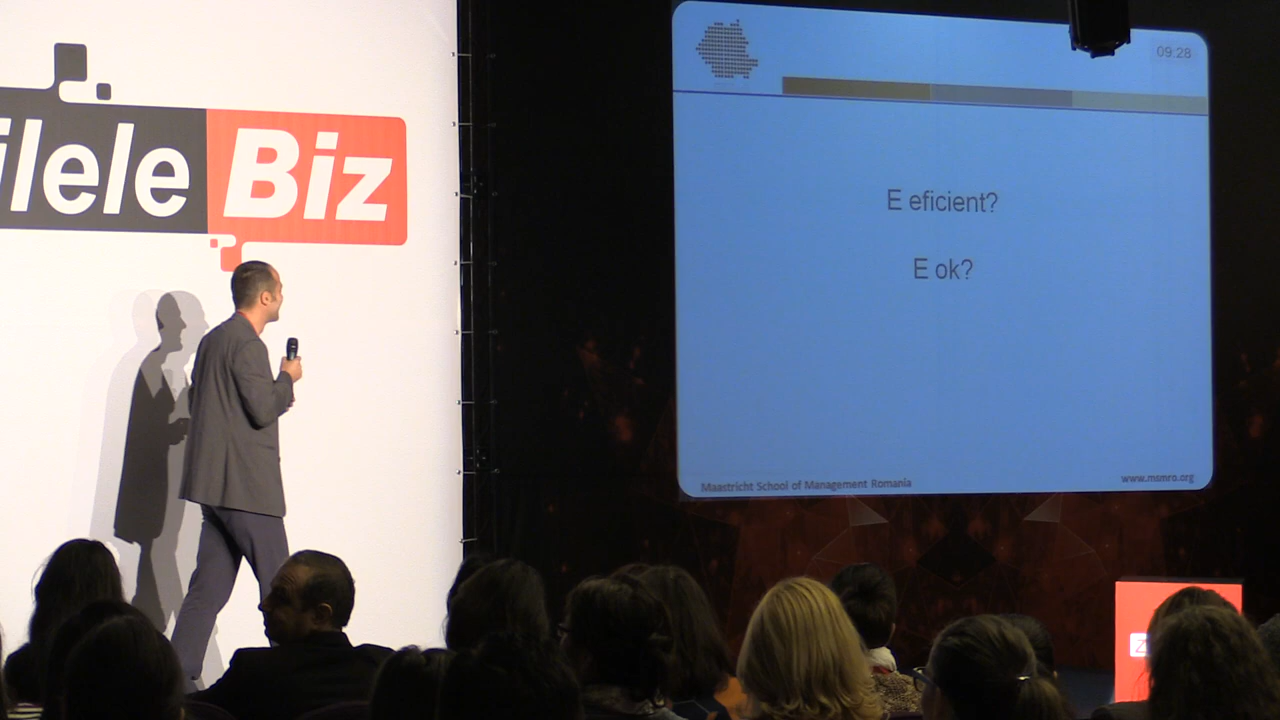 ilele Biz
09:28
E eficient?
E ok?
Maastricht School of Management Romania
www.msmro.org
Z